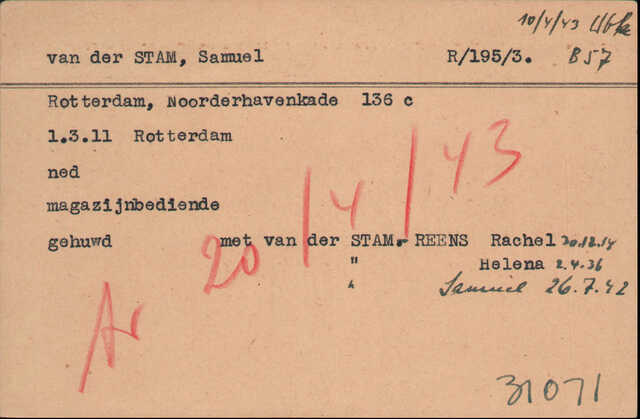 10/4/43
van der STAM, Samuel R/195/3. B 57
Rotterdam, Noorderhavenkade 136 c
1.3.11 Rotterdam
ned
magazijnbediende
gehuwd met van der STAM-REENS Rachel 30.12.14
" Helena 2.4.36
" Samuel 26.7.42
Ar 20/4/43
31071